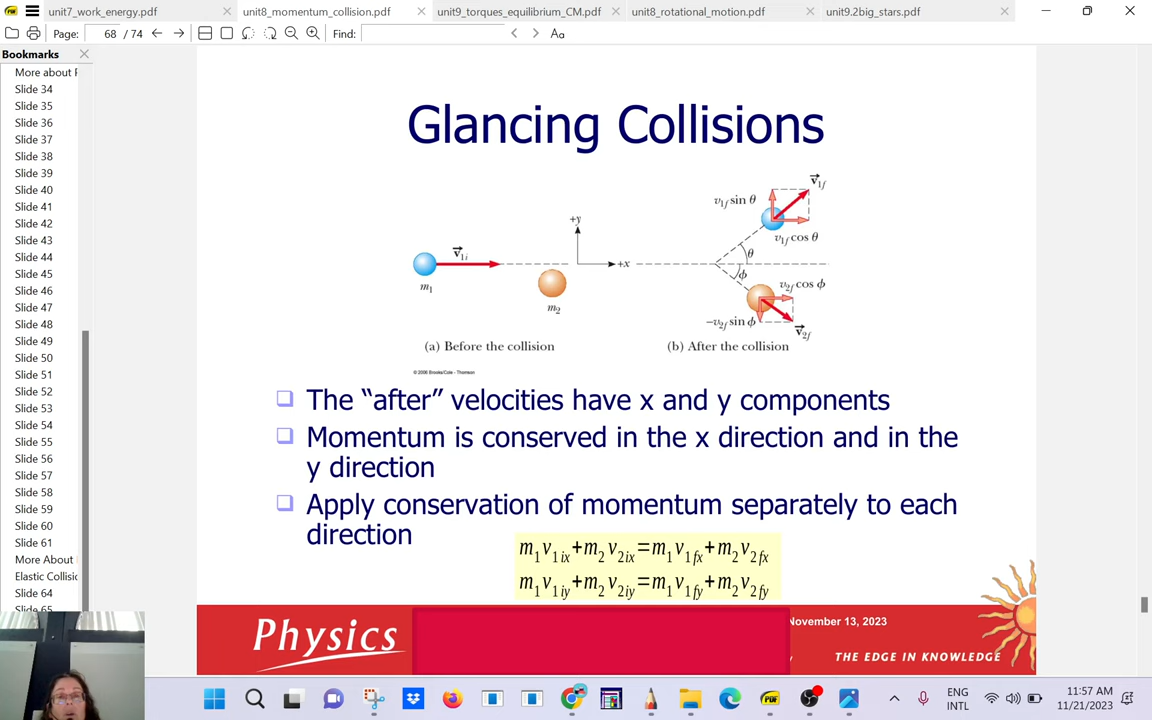 unit7_work_energy.pdf
unit8_momentum_collision.pdf
unit9_torques_equilibrium_CM.pdf
unit8_rotational_motion.pdf
unit9.2big_stars.pdf
Page: 68 / 74
Find:
Aa
Bookmarks
More about
Slide 34
Slide 35
Slide 36
Slide 37
Slide 38
Slide 39
Slide 40
Slide 41
Slide 42
Slide 43
Slide 44
Slide 45
Slide 46
Slide 47
Slide 48
Slide 49
Slide 50
Slide 51
Slide 52
Slide 53
Slide 54
Slide 55
Slide 56
Slide 57
Slide 58
Slide 59
Slide 60
Slide 61
More About
Elastic Collisic
Slide 64
Slide 65
Glancing Collisions
v1i
m1
m2
+y
+x
(a) Before the collision
v1f
v1f sin θ
v1f cos θ
θ
ϕ
v2f cos ϕ
−v2f sin ϕ
v2f
(b) After the collision
© 2006 Brooks/Cole - Thomson
The “after” velocities have x and y components
Momentum is conserved in the x direction and in the
y direction
Apply conservation of momentum separately to each
direction
m1 v1ix + m2 v2ix = m1 v1fx + m2 v2fx
m1 v1iy + m2 v2iy = m1 v1fy + m2 v2fy
Physics
November 13, 2023
THE EDGE IN KNOWLEDGE
ENG
INTL
11:57 AM
11/21/2023